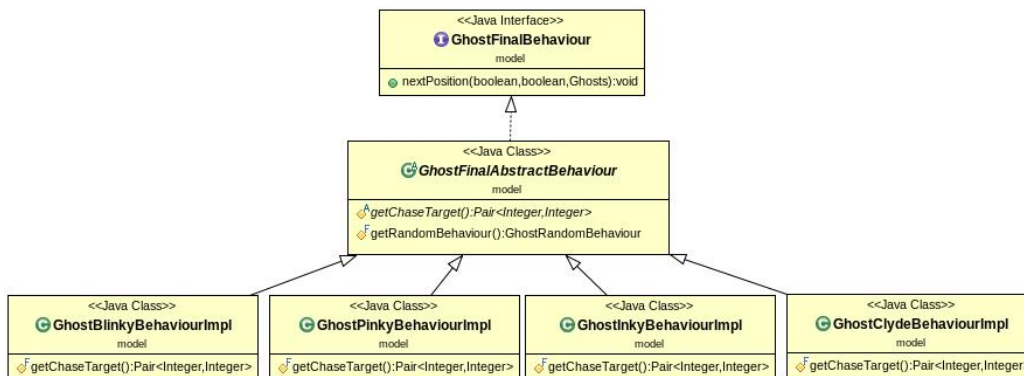 <<Java Interface>>
GhostFinalBehaviour
model
nextPosition(boolean,boolean,Ghosts):void
<<Java Class>>
GhostFinalAbstractBehaviour
model
getChaseTarget():Pair<Integer,Integer>
getRandomBehaviour():GhostRandomBehaviour
<<Java Class>>
GhostBlinkyBehaviourImpl
model
getChaseTarget():Pair<Integer,Integer>
<<Java Class>>
GhostPinkyBehaviourImpl
model
getChaseTarget():Pair<Integer,Integer>
<<Java Class>>
GhostInkyBehaviourImpl
model
getChaseTarget():Pair<Integer,Integer>
<<Java Class>>
GhostClydeBehaviourImpl
model
getChaseTarget():Pair<Integer,Integer>